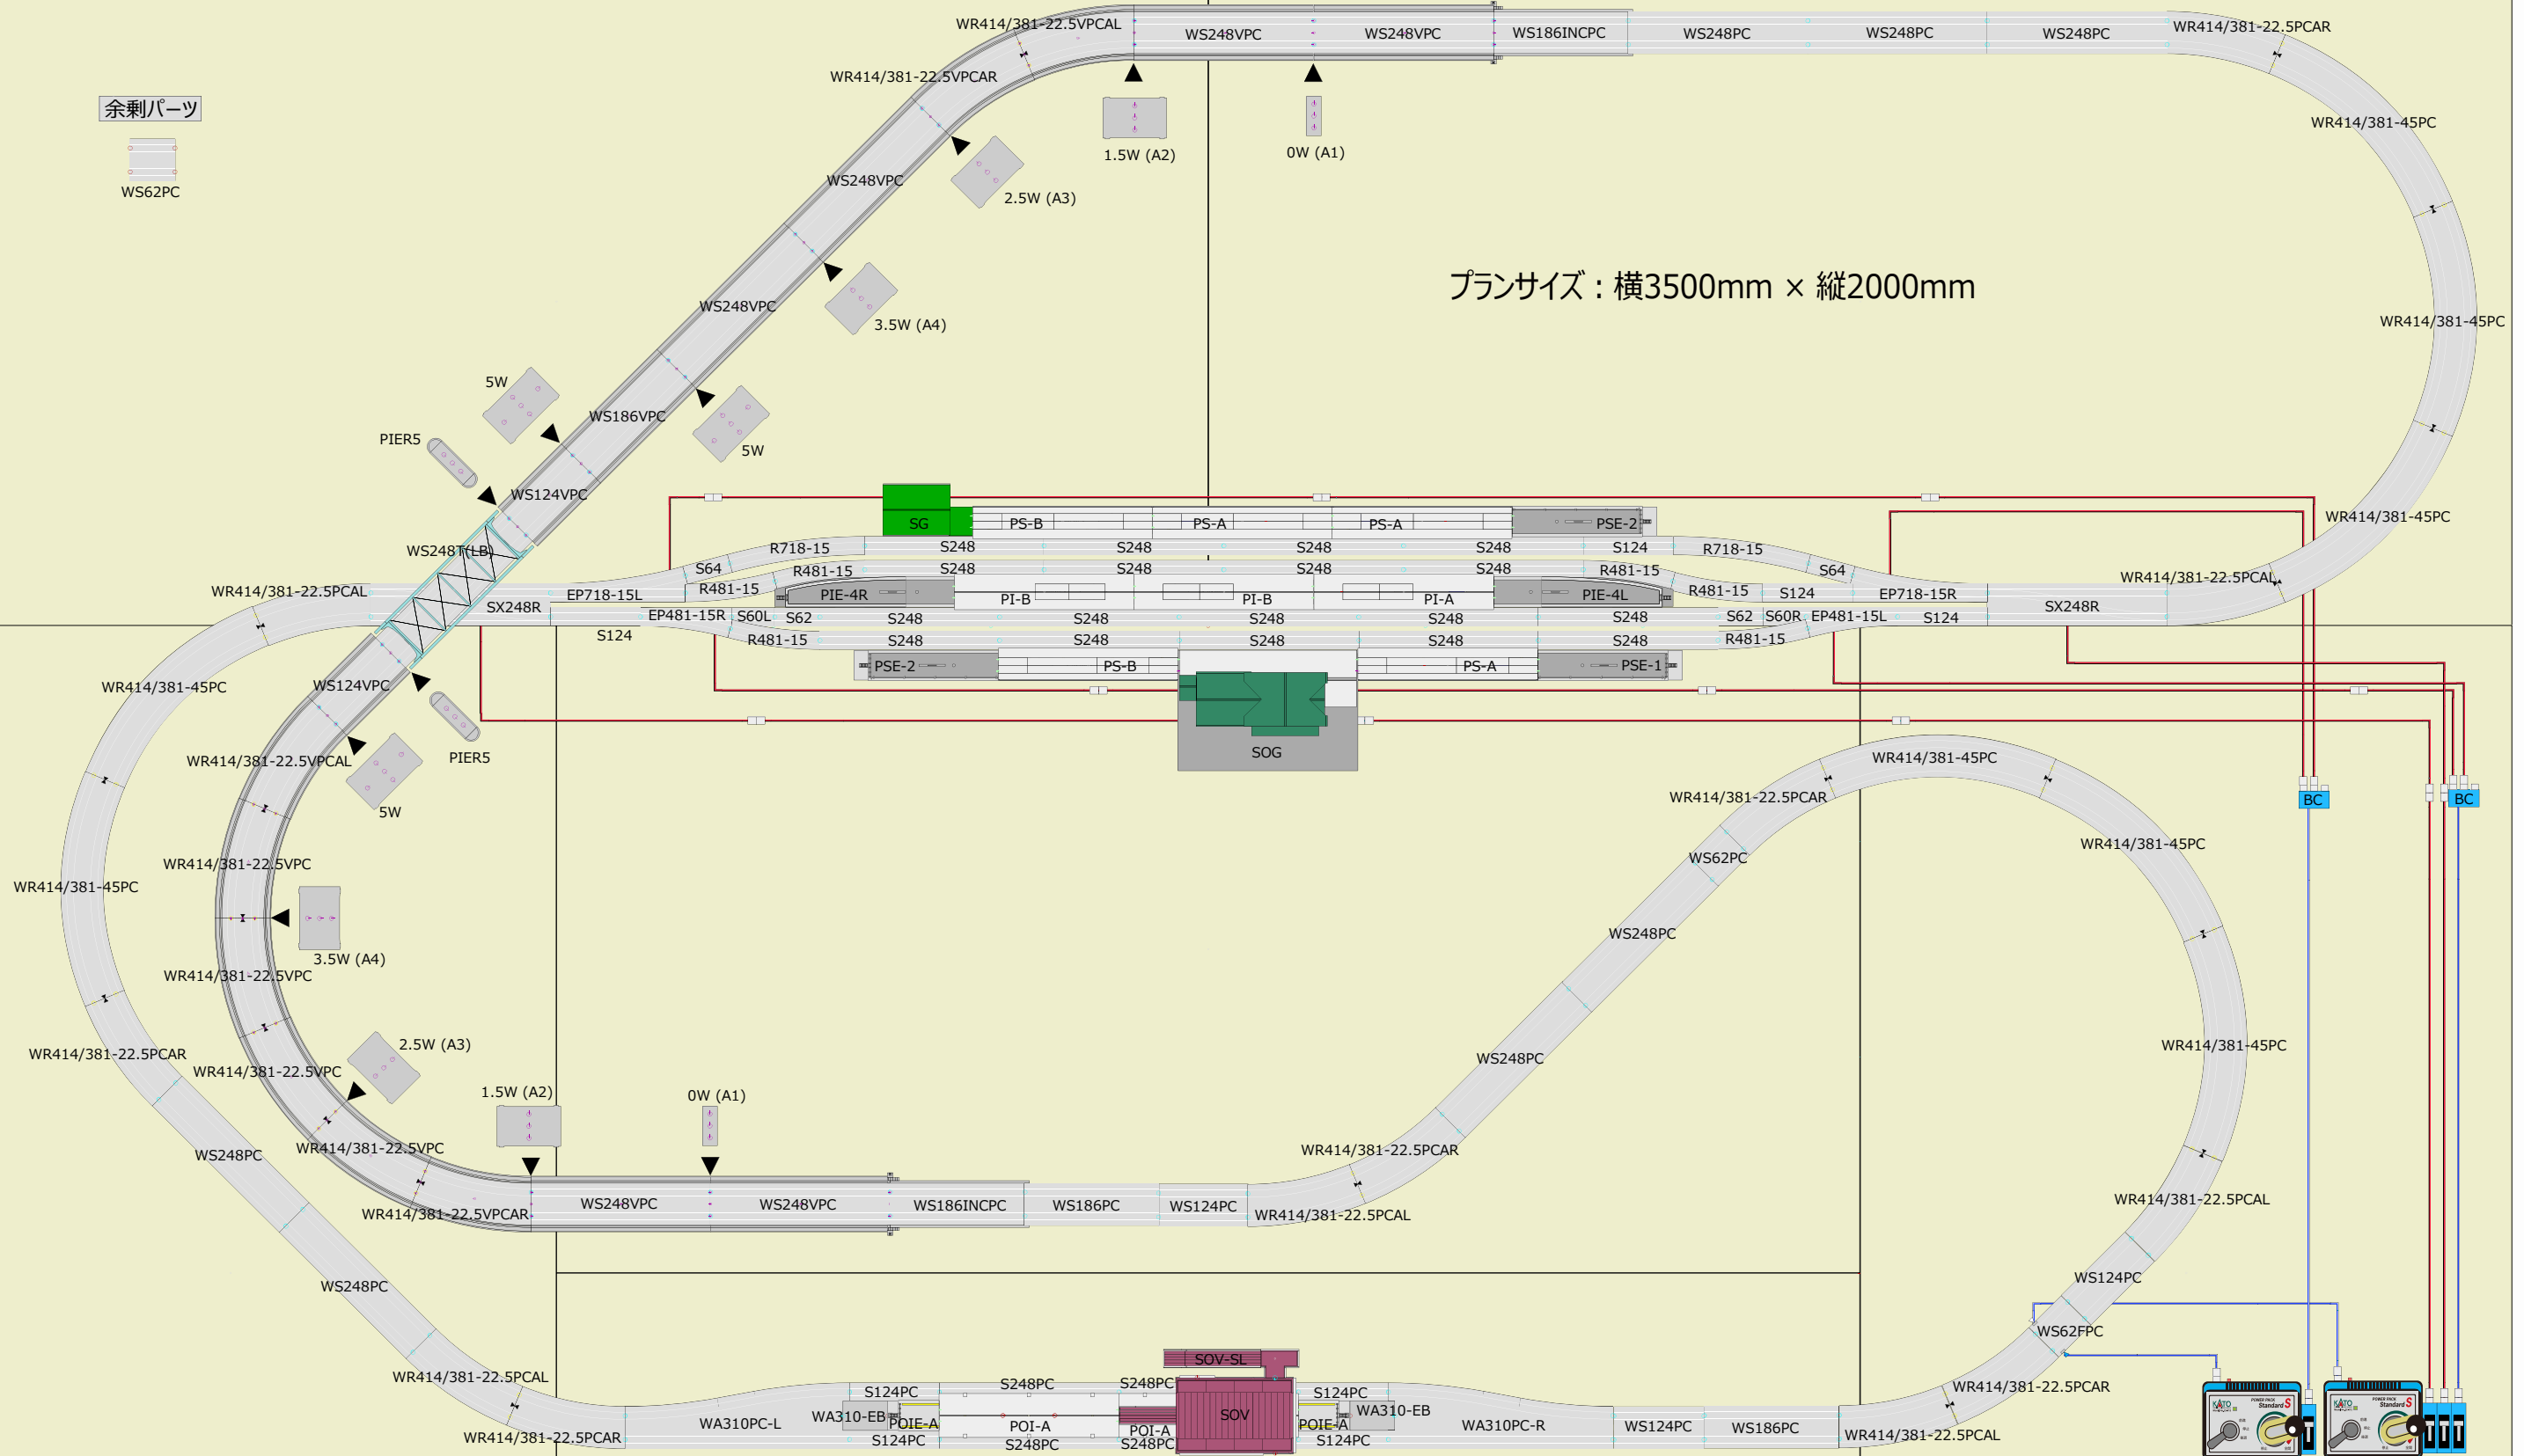 WR414/381-22.5VPCAL
WS248VPC
WS248VPC
WS186INCPC
WS248PC
WS248PC
WS248PC
WR414/381-22.5PCAR
WR414/381-22.5VPCAR
余剰パーツ
WS62PC
1.5W (A2)
0W (A1)
WR414/381-45PC
WS248VPC
2.5W (A3)
プランサイズ：横3500mm × 縦2000mm
WS248VPC
3.5W (A4)
WR414/381-45PC
5W
WS186VPC
PIER5
5W
WS124VPC
WR414/381-45PC
SG
PS-B
PS-A
PS-A
PSE-2
WS248T(LB)
R718-15
S248
S248
S248
S248
S124
R718-15
S64
R481-15
S248
S248
S248
S248
R481-15
S64
WR414/381-22.5PCAL
WR414/381-22.5PCAL
EP718-15L
R481-15
PIE-4R
PI-B
PI-B
PI-A
PIE-4L
R481-15
S124
EP718-15R
SX248R
SX248R
S124
EP481-15R
S60L
S62
S248
S248
S248
S248
S248
S62
S60R
EP481-15L
S124
R481-15
S248
S248
S248
S248
R481-15
PSE-2
PS-B
PS-A
PSE-1
WR414/381-45PC
WS124VPC
SOG
PIER5
WR414/381-22.5VPCAL
5W
WR414/381-45PC
WR414/381-22.5PCAR
BC
BC
WR414/381-22.5VPC
WR414/381-45PC
WS62PC
WR414/381-45PC
3.5W (A4)
WS248PC
WR414/381-22.5VPC
WR414/381-45PC
WR414/381-22.5PCAR
2.5W (A3)
WS248PC
WR414/381-22.5VPC
1.5W (A2)
0W (A1)
WR414/381-22.5VPC
WS248PC
WR414/381-22.5PCAR
WR414/381-22.5PCAL
WR414/381-22.5VPCAR
WS248VPC
WS248VPC
WS186INCPC
WS186PC
WS124PC
WR414/381-22.5PCAL
WS248PC
WS124PC
WS62FPC
SOV-SL
WR414/381-22.5PCAL
S124PC
S248PC
S248PC
S124PC
WR414/381-22.5PCAR
WA310PC-L
WA310-EB
POIE-A
POI-A
POI-A
SOV
POIE-A
WA310-EB
WA310PC-R
WS124PC
WS186PC
WR414/381-22.5PCAL
WR414/381-22.5PCAR
S124PC
S248PC
S248PC
S124PC
POWER PACK
Standard S
KATO
POWER PACK
Standard S
KATO